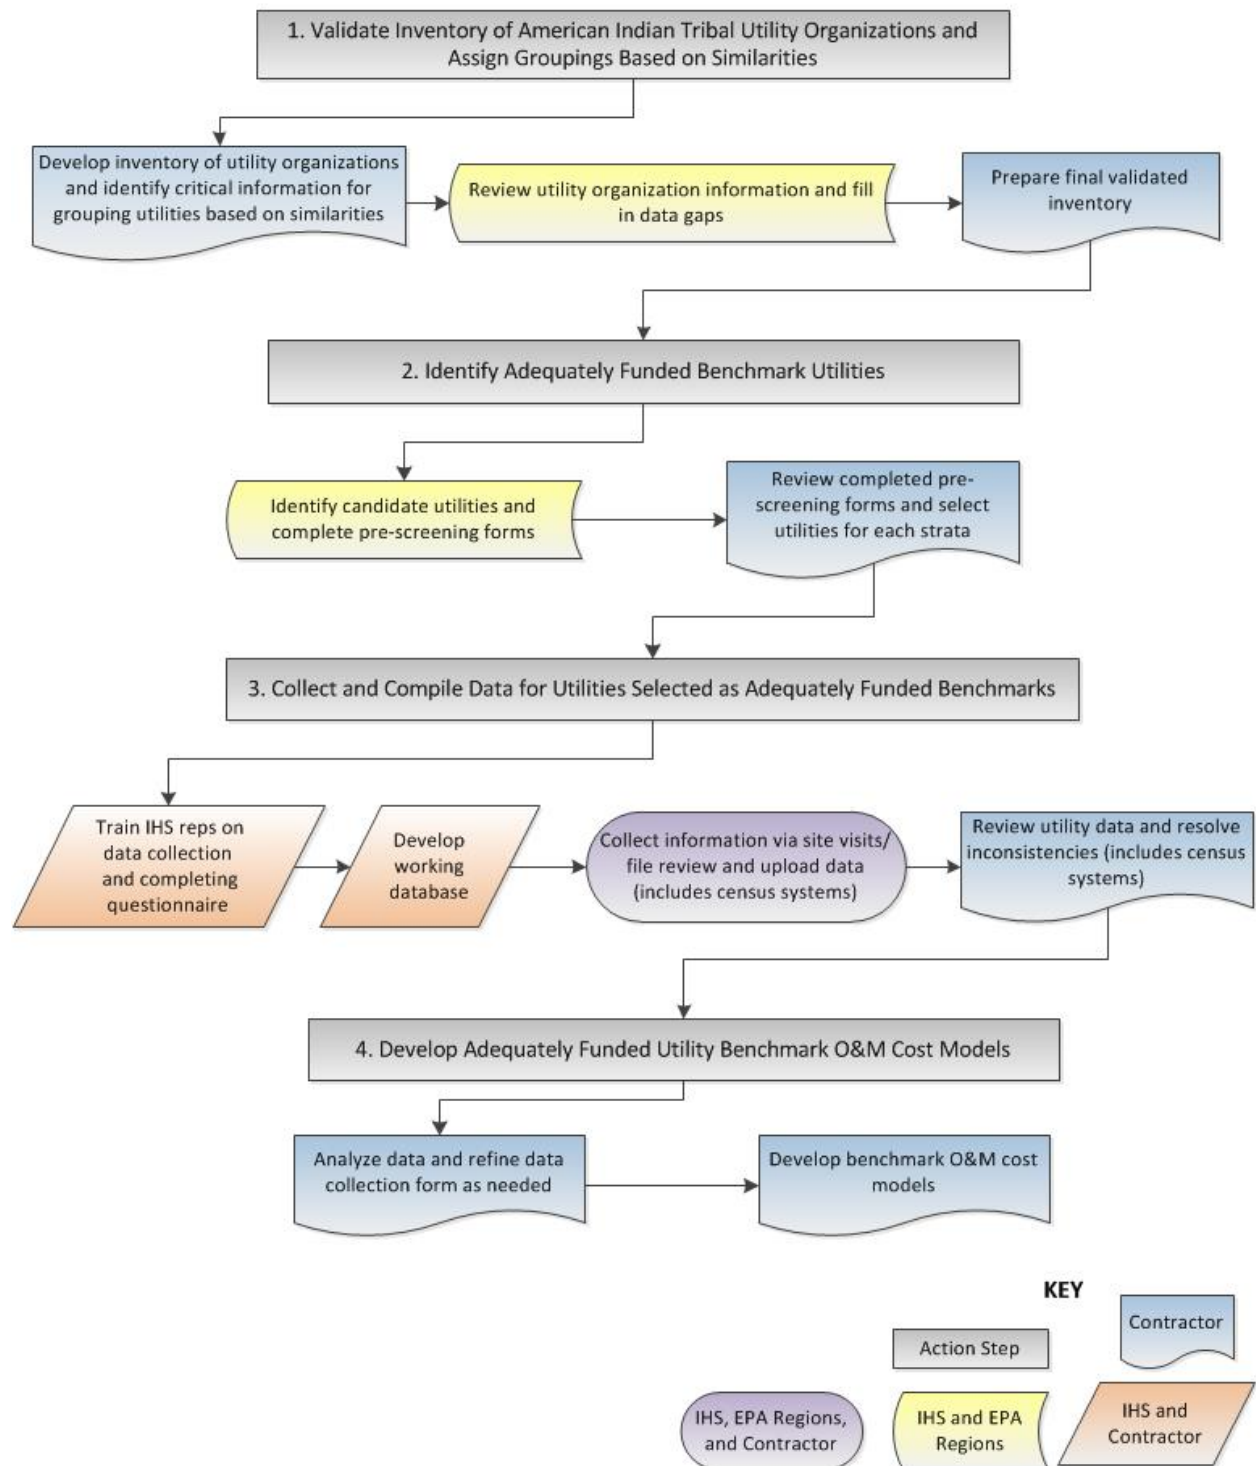 1. Validate Inventory of American Indian Tribal Utility Organizations and
Assign Groupings Based on Similarities
Develop inventory of utility organizations
and identify critical information for
grouping utilities based on similarities
Review utility organization information and fill
in data gaps
Prepare final validated
inventory
2. Identify Adequately Funded Benchmark Utilities
Identify candidate utilities and
complete pre-screening forms
Review completed pre-
screening forms and select
utilities for each strata
3. Collect and Compile Data for Utilities Selected as Adequately Funded Benchmarks
Train IHS reps on
data collection
and completing
questionnaire
Develop
working
database
Collect information via site visits/
file review and upload data
(includes census systems)
Review utility data and resolve
inconsistencies (includes census
systems)
4. Develop Adequately Funded Utility Benchmark O&M Cost Models
Analyze data and refine data
collection form as needed
Develop benchmark O&M cost
models
KEY
Contractor
Action Step
IHS, EPA Regions,
and Contractor
IHS and EPA
Regions
IHS and
Contractor